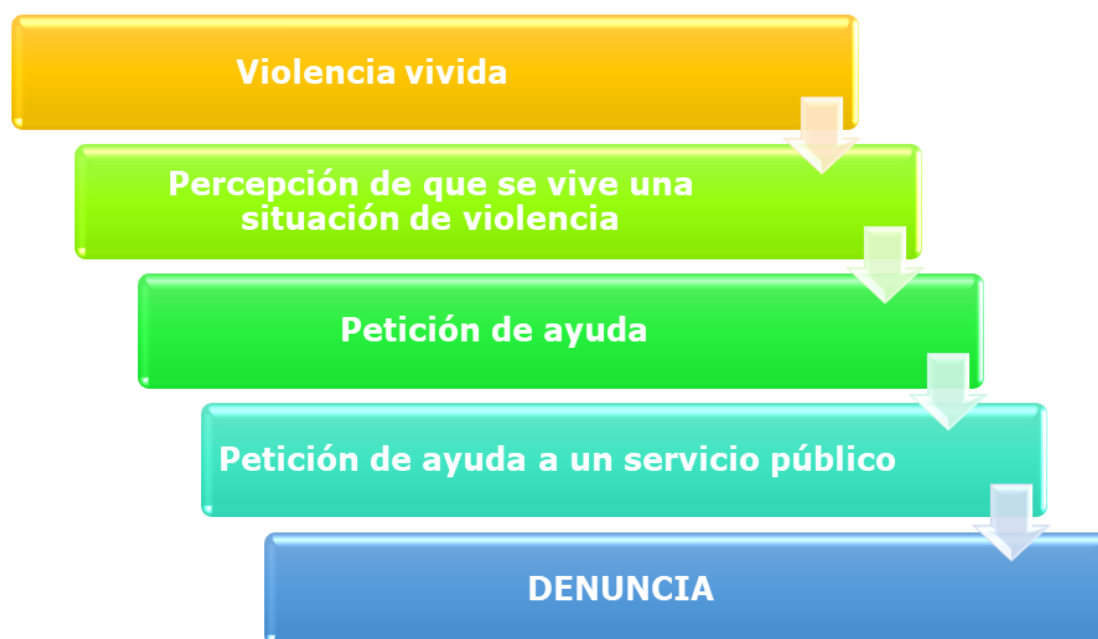 Violencia vivida
Percepción de que se vive una
situación de violencia
Petición de ayuda
Petición de ayuda a un servicio público
DENUNCIA